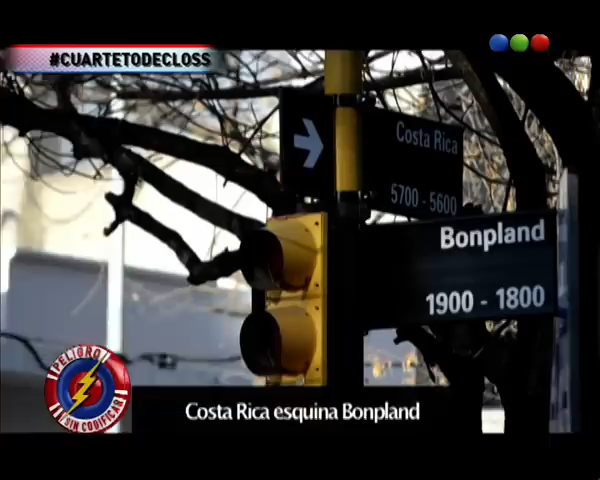 #CUARTETODECLOSS
Costa Rica
5700 - 5600
Bonpland
1900 - 1800
PELIGRO
SIN CODIFICAR
Costa Rica esquina Bonpland